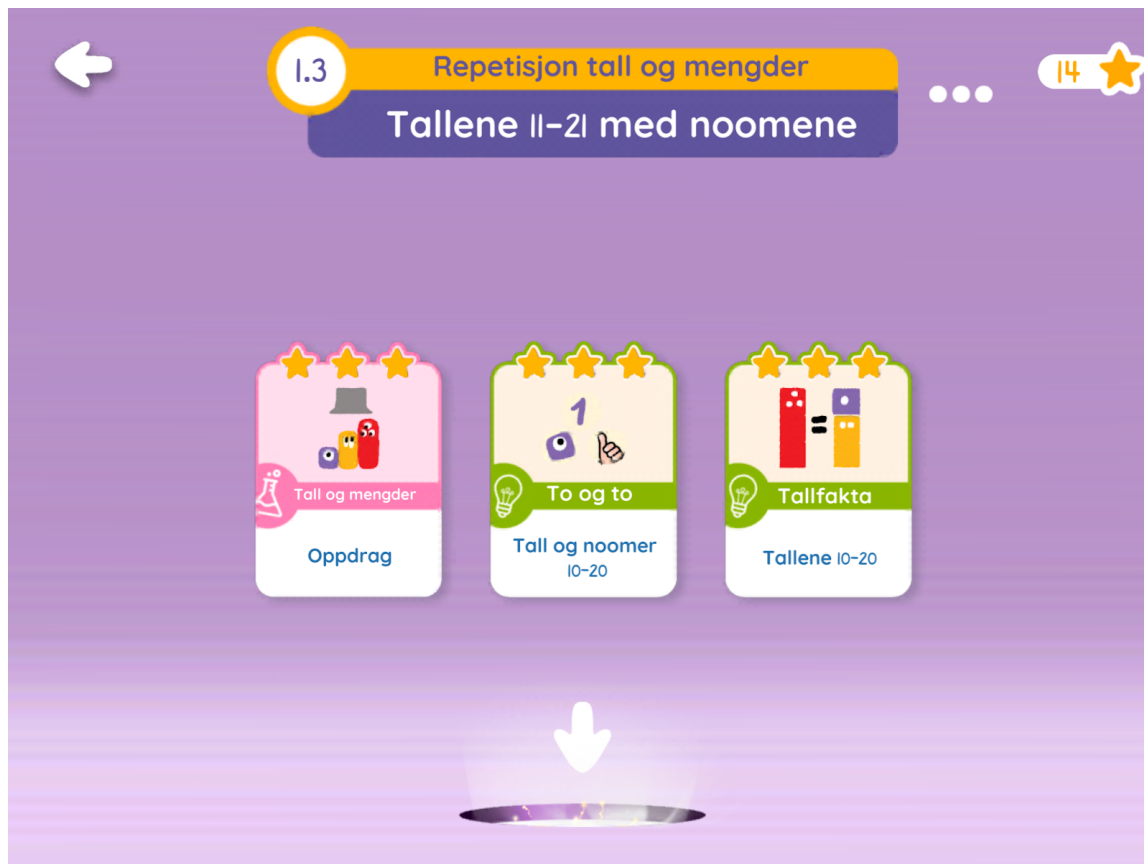 1.3
Repetisjon tall og mengder
14
Tallene 11-21 med noomene
1
Tall og mengder
Oppdrag
To og to
Tall og noomer
10-20
Tallfakta
Tallene 10-20